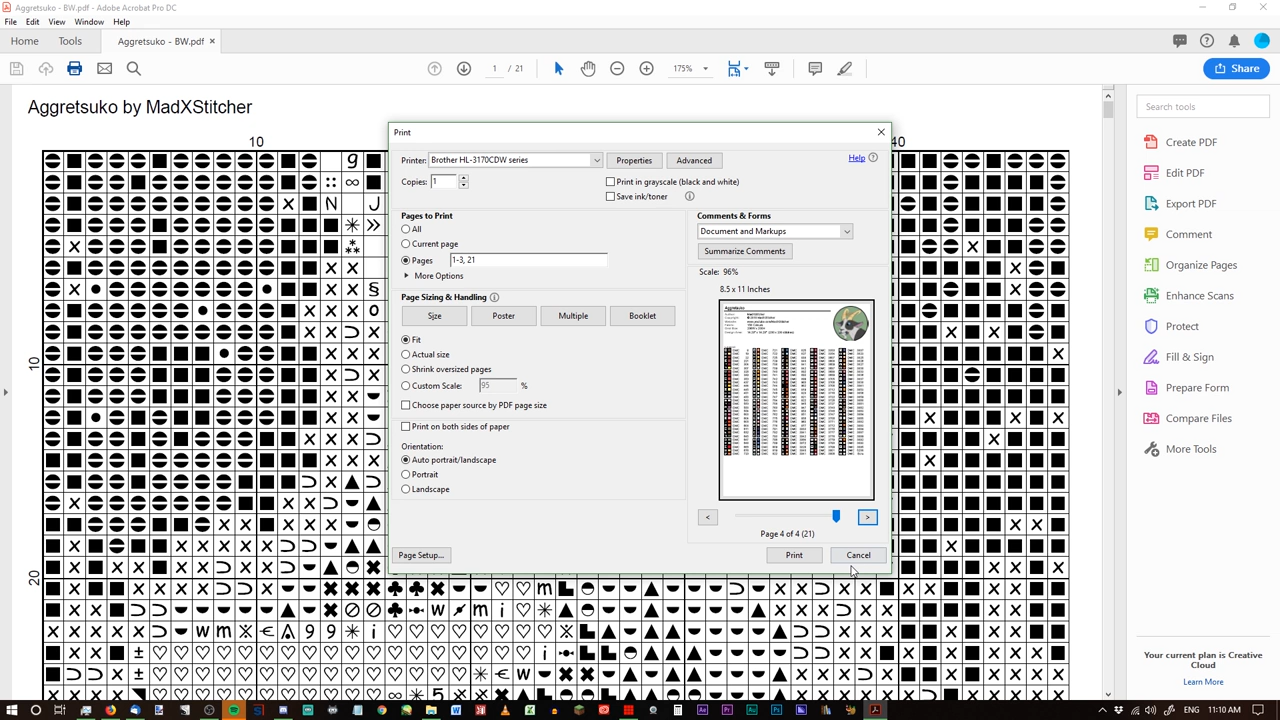 Aggretsuko - BW.pdf - Adobe Acrobat Pro DC
File Edit View Window Help
Home Tools Aggretsuko - BW.pdf ×
1 / 21 175% Share
Aggretsuko by MadXStitcher
10
40
10
20
Print
Printer: Brother HL-3170CDW series Properties Advanced Help
Copies: 1 Print in grayscale (black and white)
Save ink/toner
Pages to Print
All
Current page
Pages 1-3, 21
More Options
Page Sizing & Handling
Size Poster Multiple Booklet
Fit
Actual size
Shrink oversized pages
Custom Scale: 95 %
Choose paper source by PDF page size
Print on both sides of paper
Orientation:
Auto portrait/landscape
Portrait
Landscape
Page Setup...
Comments & Forms
Document and Markups
Summarize Comments
Scale: 96%
8.5 x 11 Inches
Aggretsuko
< >
Page 4 of 4 (21)
Print Cancel
Search tools
Create PDF
Edit PDF
Export PDF
Comment
Organize Pages
Enhance Scans
Protect
Fill & Sign
Prepare Form
Compare Files
More Tools
Your current plan is Creative
Cloud
Learn More
ENG 11:10 AM